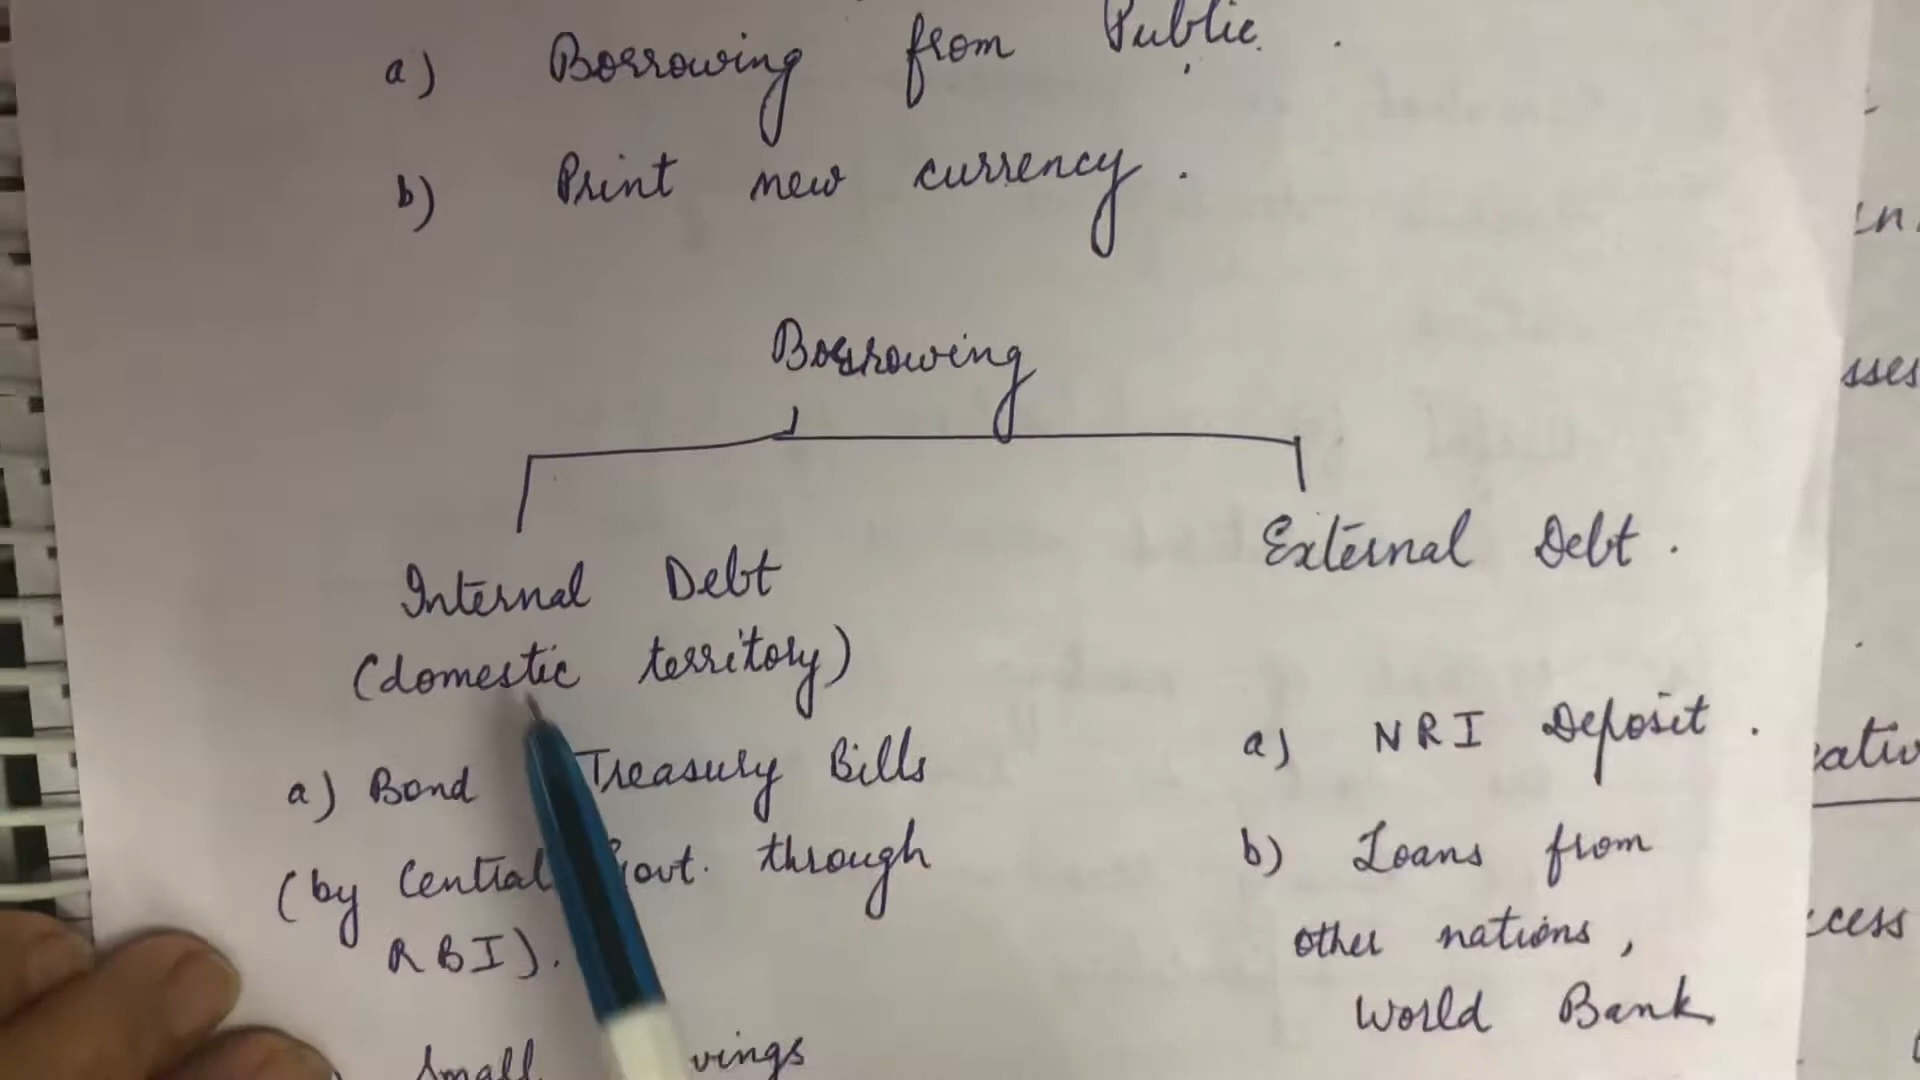 a) Borrowing from Public.
b) Print new currency.
Borrowing
Internal Debt
(domestic territory)
a) Bond Treasury Bills
(by Central Govt. through
RBI).
Small
External Debt.
a) NRI Deposit.
b) Loans from
other nations,
World Bank